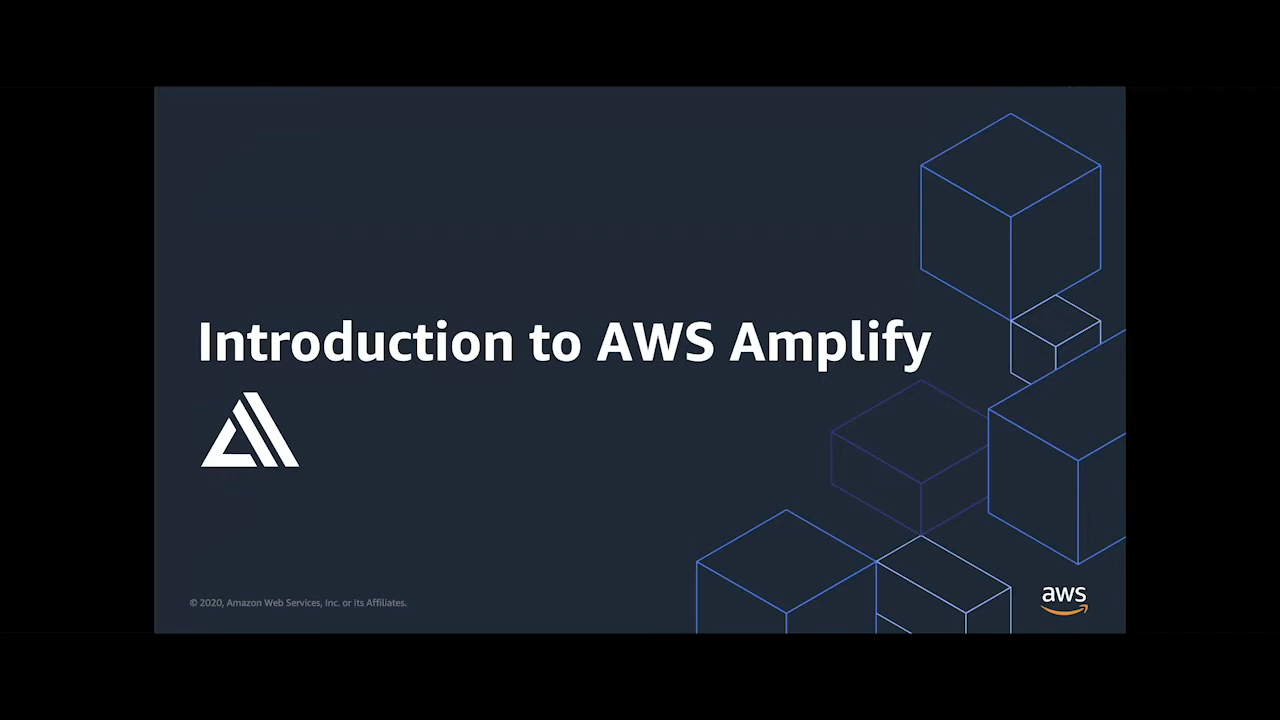 Introduction to AWS Amplify
© 2020, Amazon Web Services, Inc. or its Affiliates.
aws